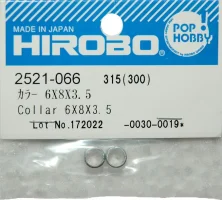 MADE IN JAPAN
HIROBO
POP
HOBBY
2521-066 315(300)
カラー 6X8X3.5
Collar 6X8X3.5
Lot No.172022 -0030-0019*